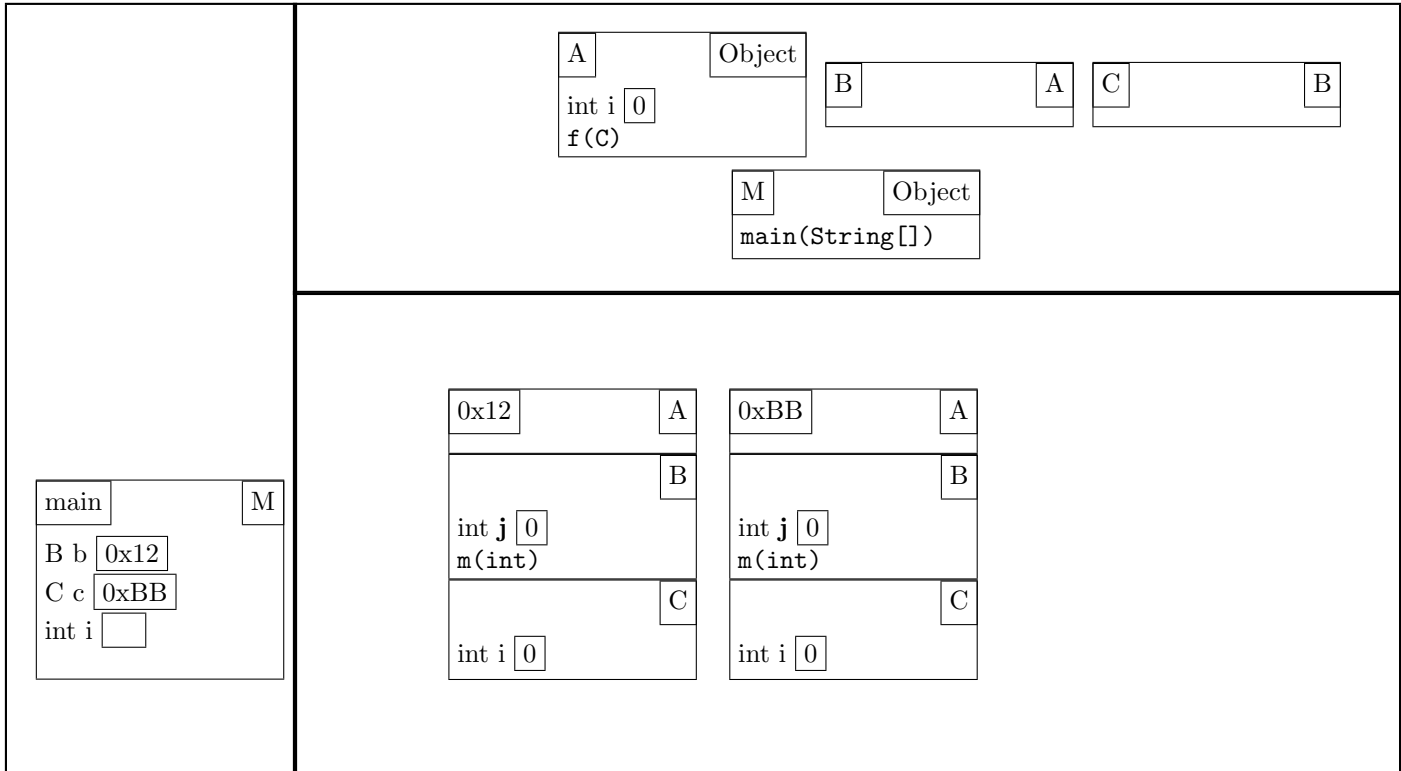 A Object
int i 0
f(C)
B A
C B
M Object
main(String[])
main M
B b 0x12
C c 0xBB
int i
0x12 A
B
int j 0
m(int)
C
int i 0
0xBB A
B
int j 0
m(int)
C
int i 0